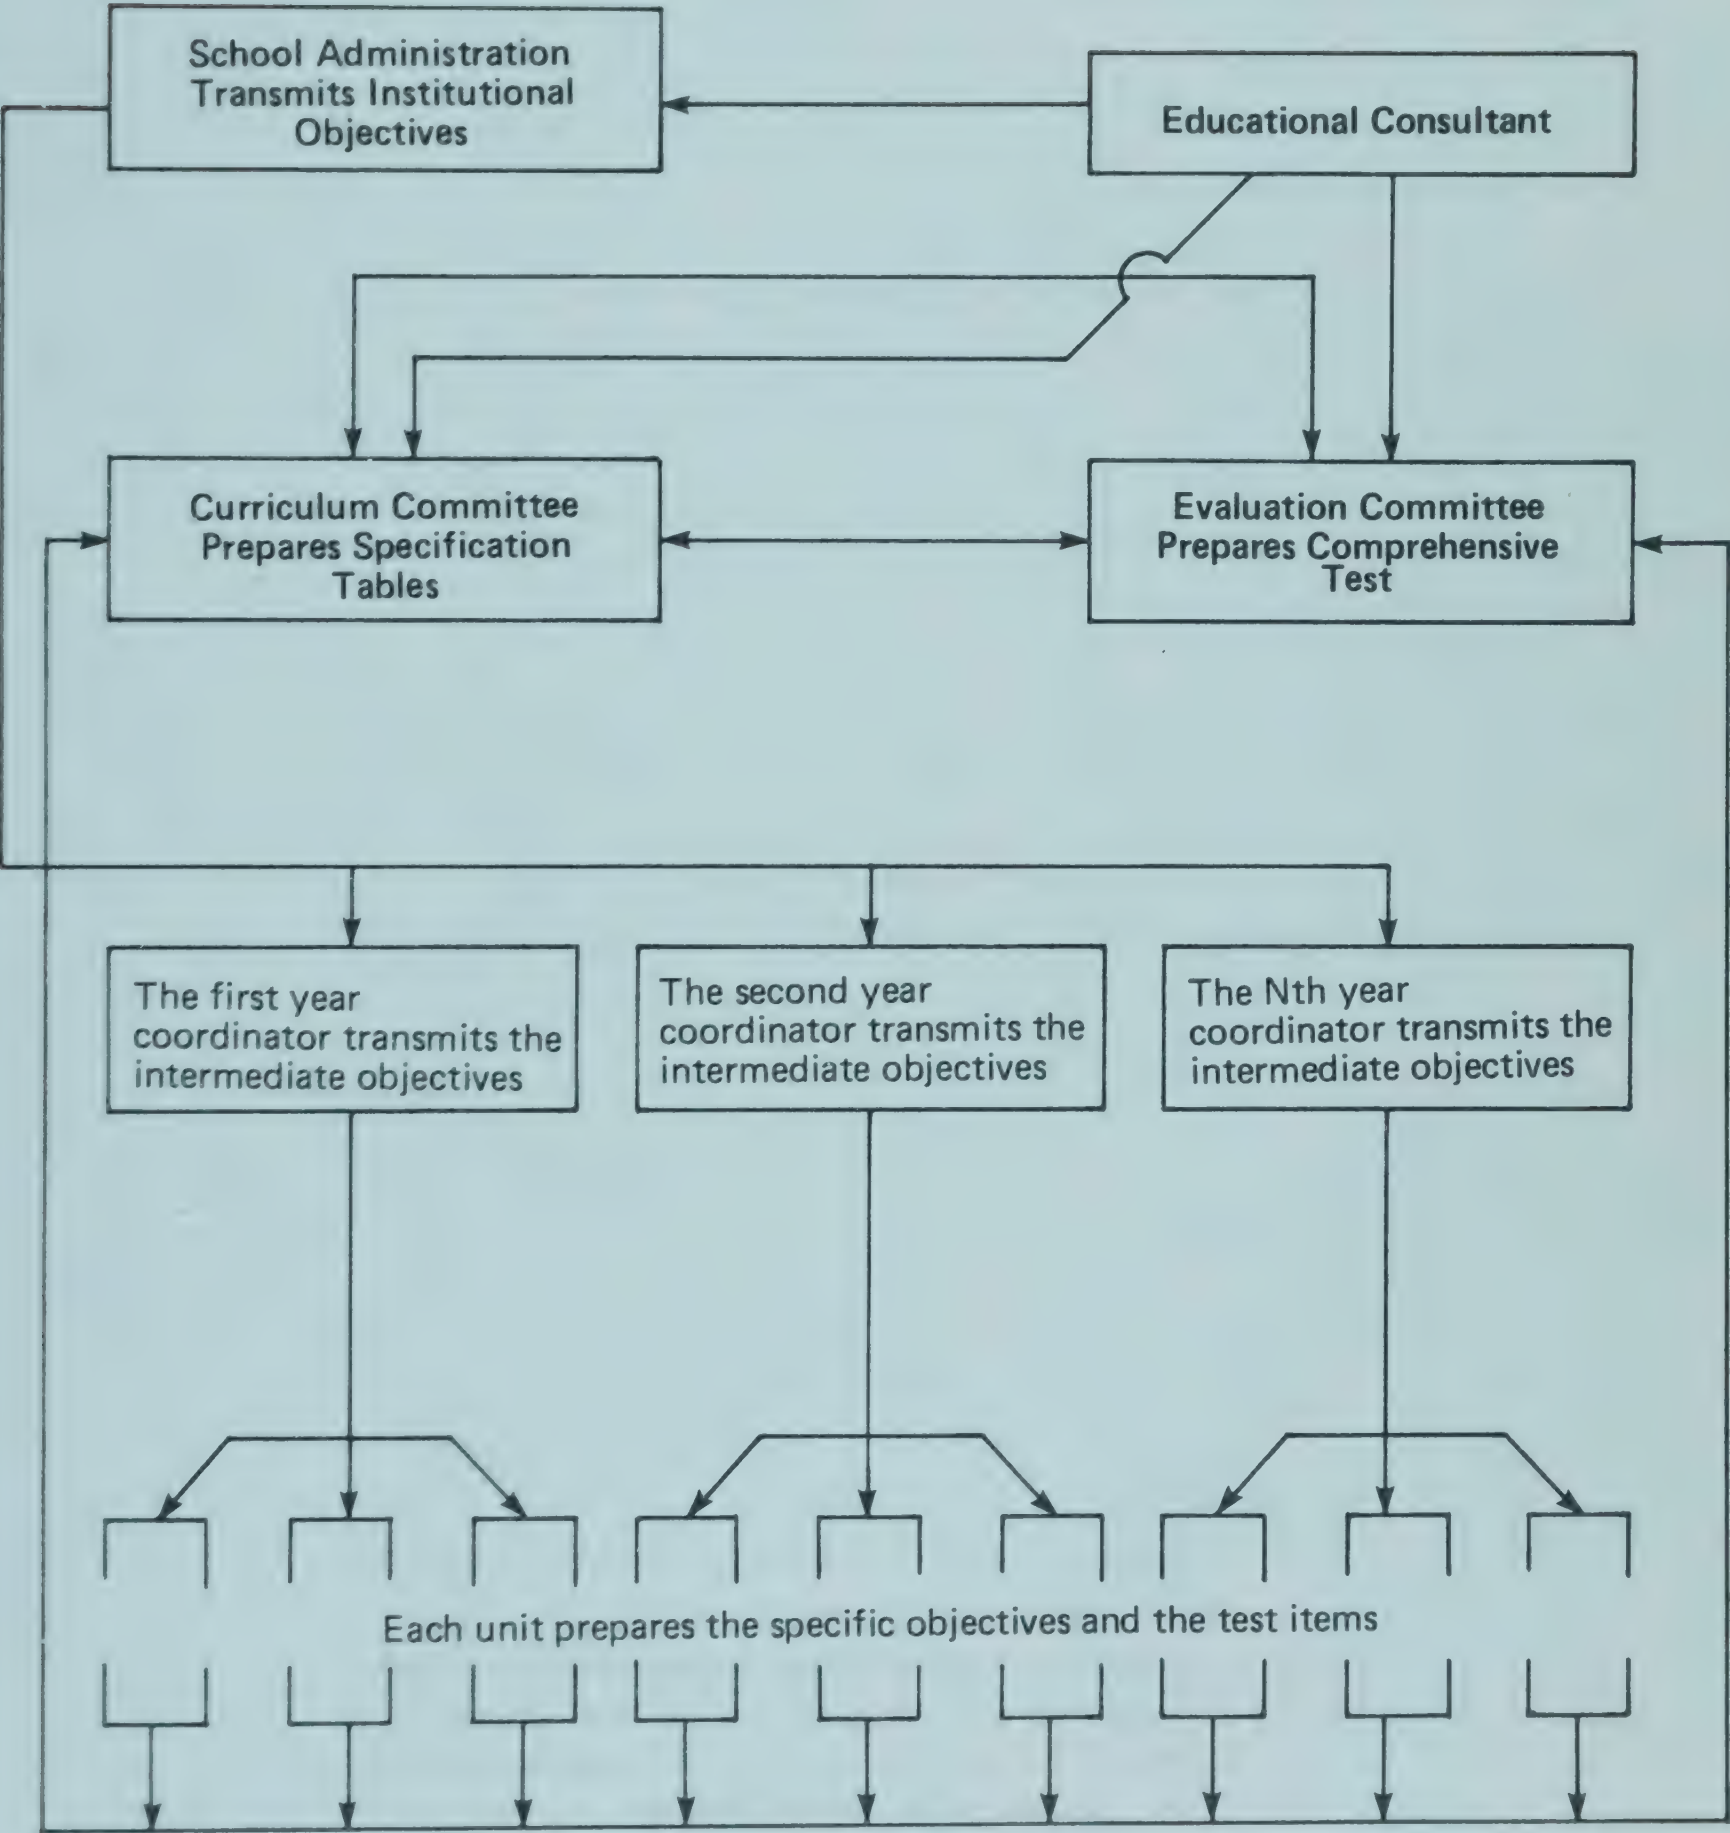 School Administration
Transmits Institutional
Objectives
Educational Consultant
Curriculum Committee
Prepares Specification
Tables
Evaluation Committee
Prepares Comprehensive
Test
The first year
coordinator transmits the
intermediate objectives
The second year
coordinator transmits the
intermediate objectives
The Nth year
coordinator transmits the
intermediate objectives
Each unit prepares the specific objectives and the test items